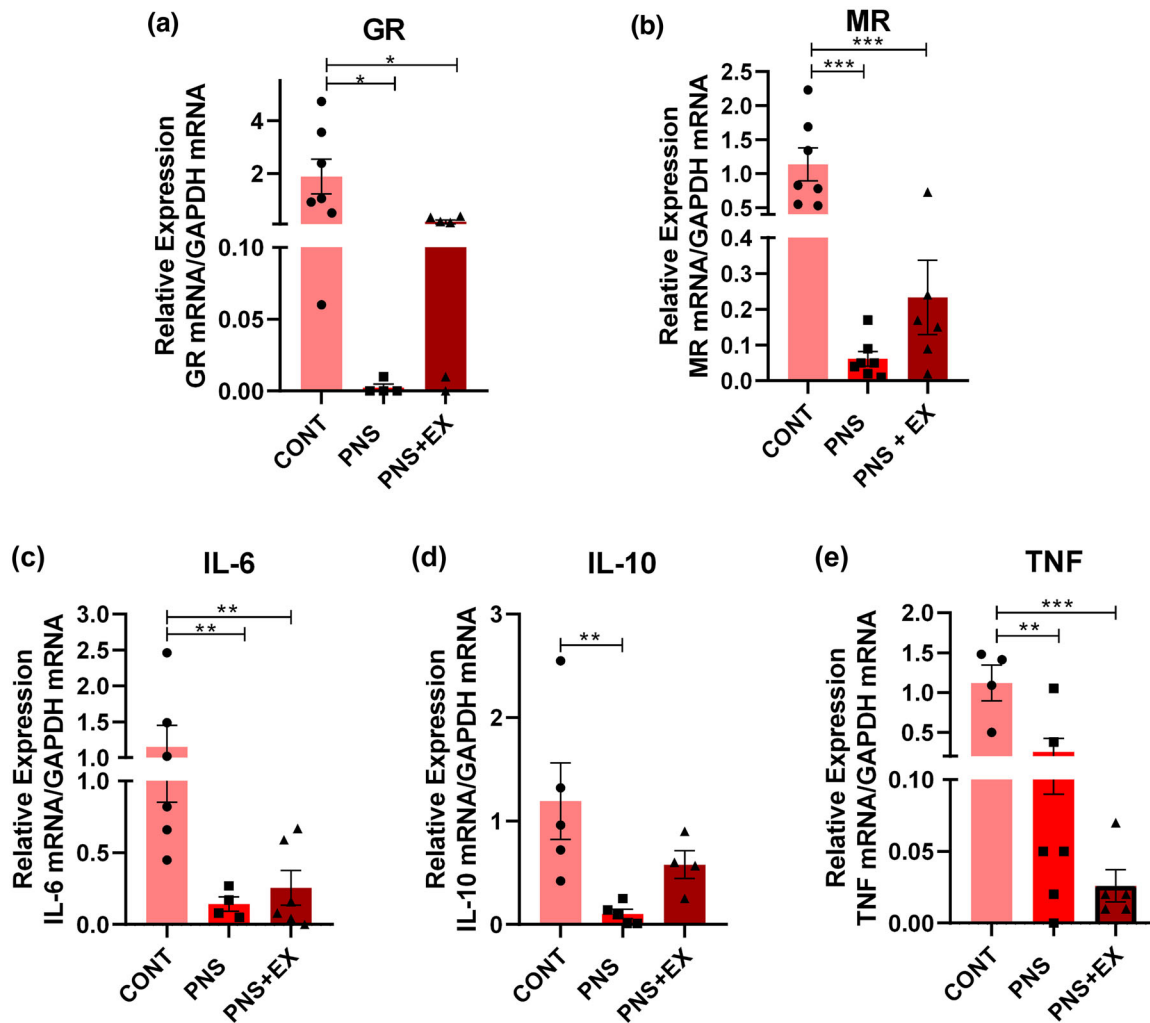 (a)
GR
Relative Expression
GR mRNA/GAPDH mRNA
4
2
0.10
0.05
0.00
*
*
CONT
PNS
PNS+EX
(b)
MR
Relative Expression
MR mRNA/GAPDH mRNA
2.5
2.0
1.5
1.0
0.5
0.4
0.3
0.2
0.1
0.0
***
***
CONT
PNS
PNS + EX
(c)
IL-6
Relative Expression
IL-6 mRNA/GAPDH mRNA
3.0
2.5
2.0
1.5
1.0
1.0
0.5
0.0
**
**
CONT
PNS
PNS+EX
(d)
IL-10
Relative Expression
IL-10 mRNA/GAPDH mRNA
3
2
1
0
**
CONT
PNS
PNS+EX
(e)
TNF
Relative Expression
TNF mRNA/GAPDH mRNA
2.0
1.5
1.0
0.5
0.10
0.05
0.00
***
**
CONT
PNS
PNS+EX